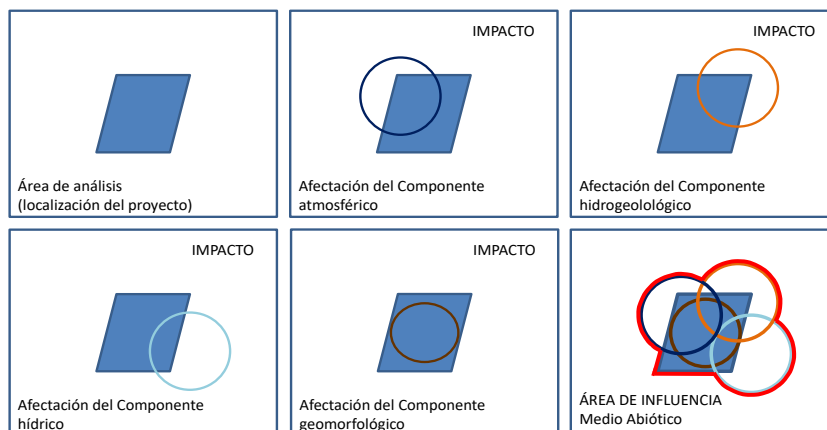 Área de análisis
(localización del proyecto)
IMPACTO
Afectación del Componente
atmosférico
IMPACTO
Afectación del Componente
hidrogeolológico
IMPACTO
Afectación del Componente
hídrico
IMPACTO
Afectación del Componente
geomorfológico
ÁREA DE INFLUENCIA
Medio Abiótico